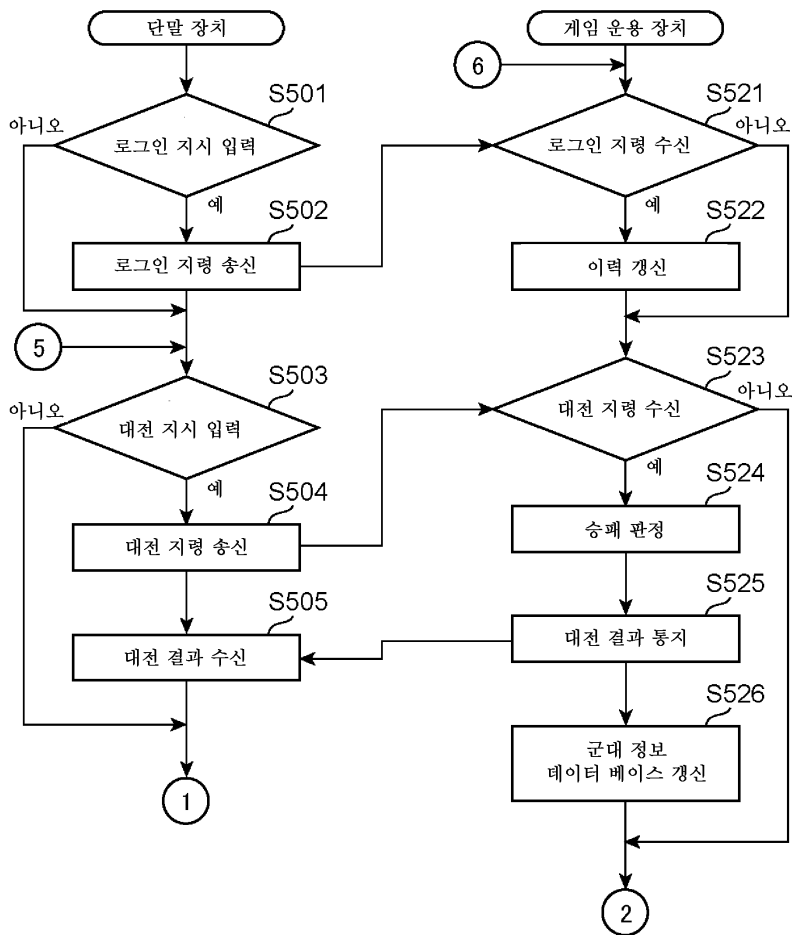 단말 장치
게임 운용 장치
6
S501
S521
아니오
아니오
로그인 지시 입력
로그인 지령 수신
예
예
S502
S522
로그인 지령 송신
이력 갱신
5
S503
S523
아니오
아니오
대전 지시 입력
대전 지령 수신
예
예
S504
S524
대전 지령 송신
승패 판정
S505
S525
대전 결과 수신
대전 결과 통지
S526
군대 정보
데이터 베이스 갱신
1
2